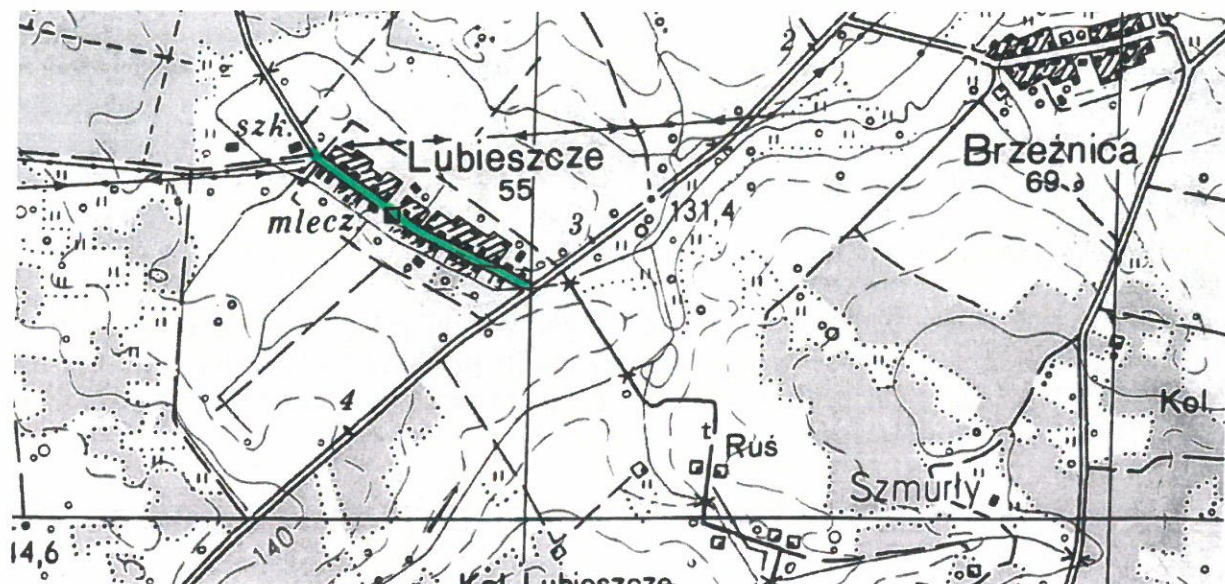 2
szk.
Lubieszcze
55
Brzeźnica
69
mlecz.
3
131,4
4
Kol.
t
Ruś
Szmurły
14,6
140
Kol. Lubieszcze